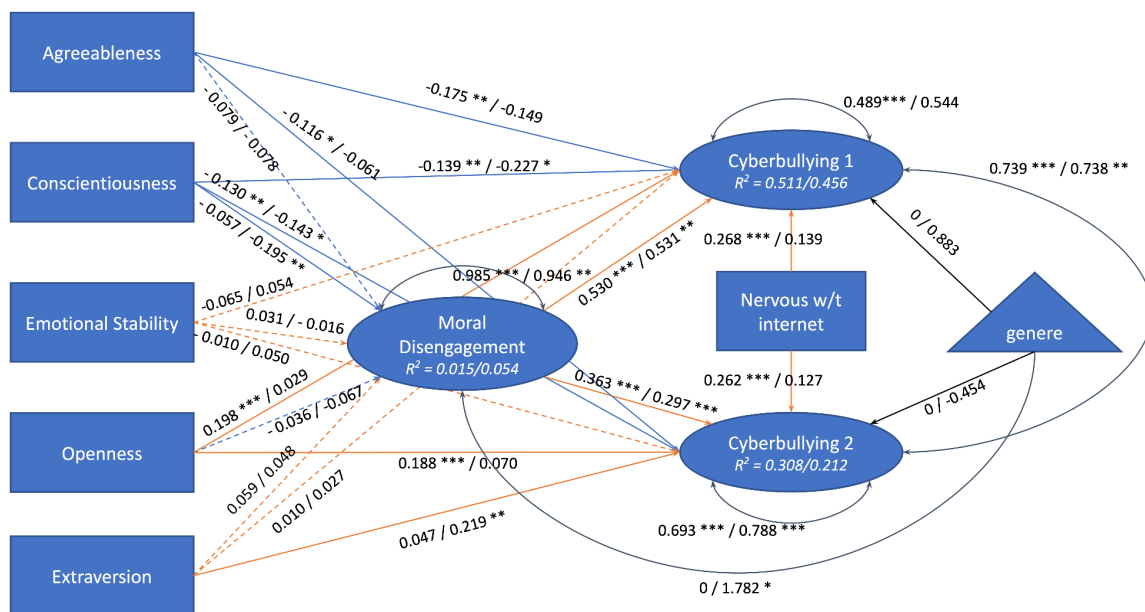 Agreeableness
Conscientiousness
Emotional Stability
Openness
Extraversion
-0.175 ** / -0.149
- 0.116 * / -0.061
- 0.079 / - 0.078
-0.139 ** / -0.227 *
- 0.130 ** / -0.143 *
- 0.057 / -0.195 **
-0.065 / 0.054
0.031 / - 0.016
- 0.010 / 0.050
0.198 *** / 0.029
- 0.036 / -0.067
0.188 *** / 0.070
0.059 / 0.048
0.010 / 0.027
0.047 / 0.219 **
0.985 *** / 0.946 **
Moral
Disengagement
R² = 0.015/0.054
0.530 *** / 0.531 **
0.363 *** / 0.297 ***
0.489*** / 0.544
Cyberbullying 1
R² = 0.511/0.456
0.739 *** / 0.738 **
0.268 *** / 0.139
Nervous w/t
internet
0.262 *** / 0.127
0 / 0.883
genere
0 / -0.454
Cyberbullying 2
R² = 0.308/0.212
0.693 *** / 0.788 ***
0 / 1.782 *